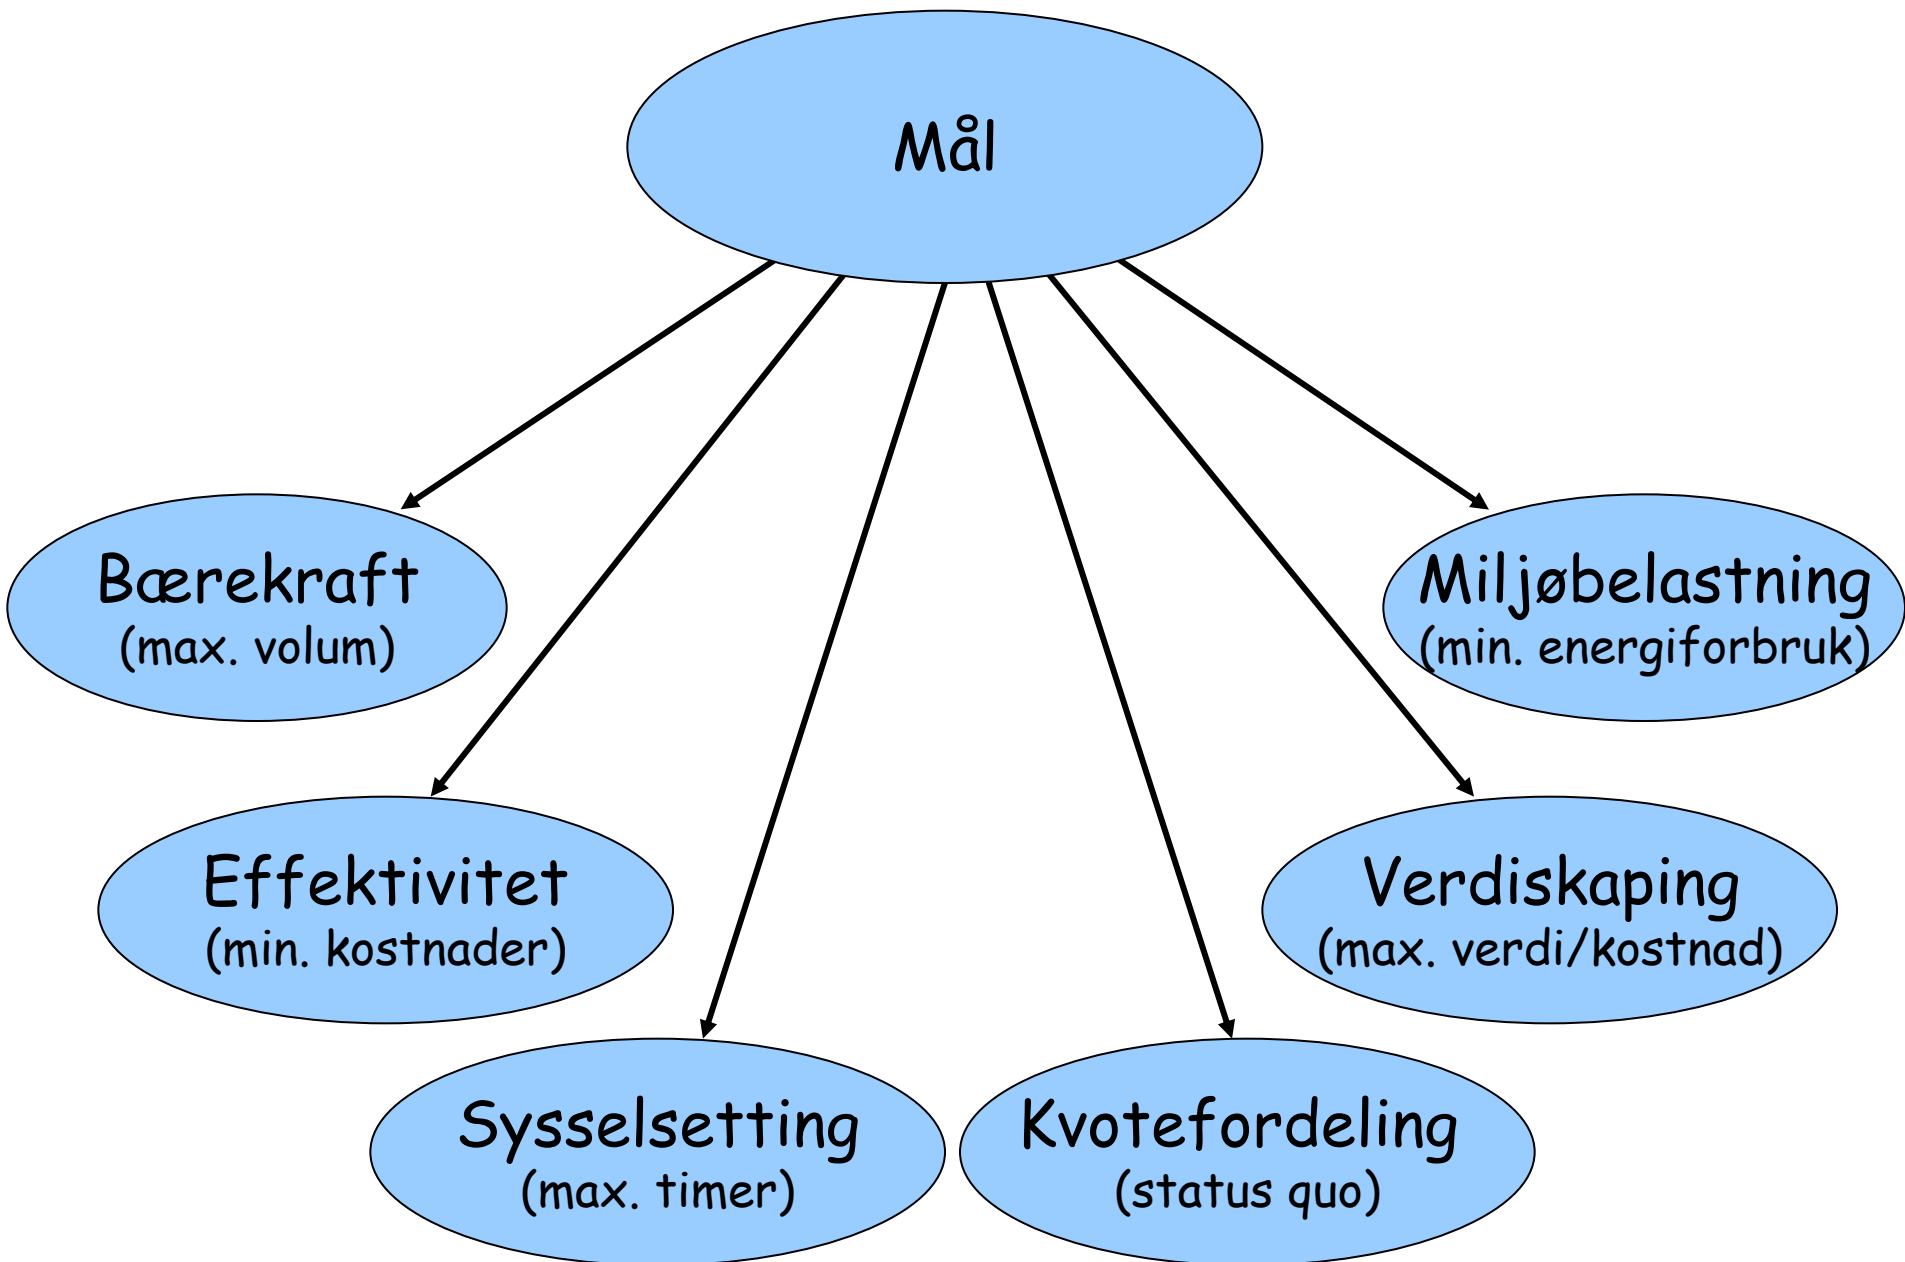 Mål
Bærekraft
(max. volum)
Miljøbelastning
(min. energiforbruk)
Effektivitet
(min. kostnader)
Verdiskaping
(max. verdi/kostnad)
Sysselsetting
(max. timer)
Kvotefordeling
(status quo)